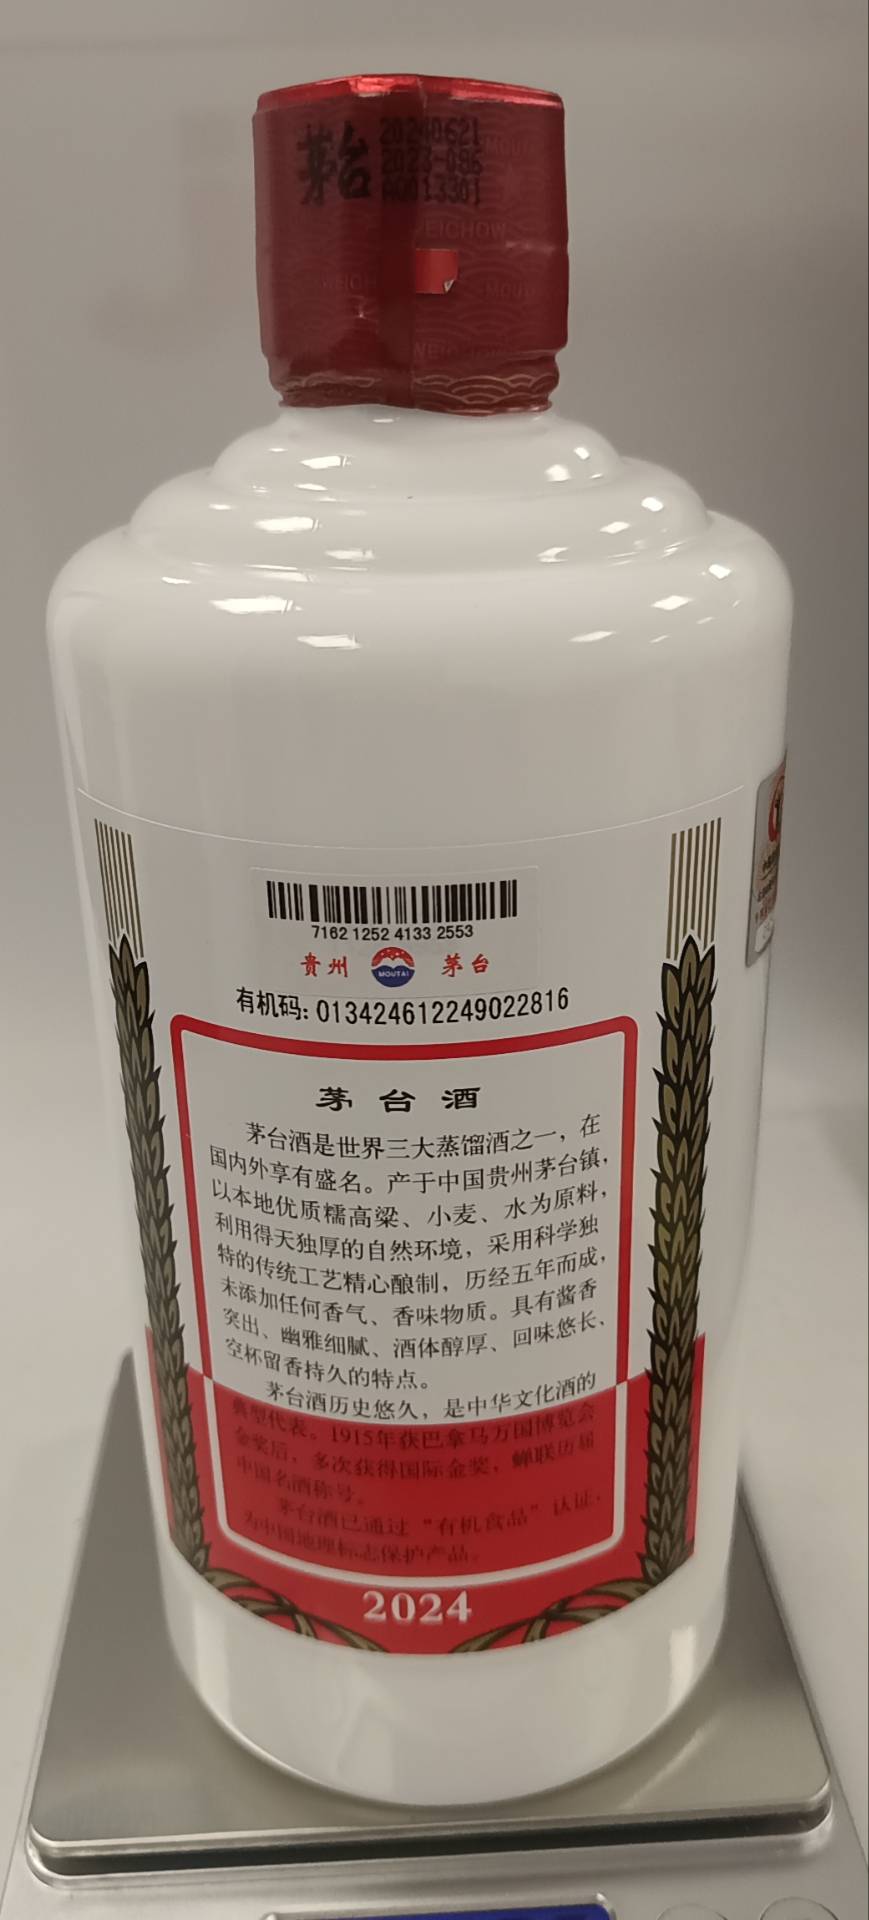 茅台
20240621
2023-086
MOUTAI
WEICHOW
7162 1252 4133 2553
贵州 MOUTAI 茅台
有机码: 013424612249022816
茅台酒
茅台酒是世界三大蒸馏酒之一，在
国内外享有盛名。产于中国贵州茅台镇，
以本地优质糯高粱、小麦、水为原料，
利用得天独厚的自然环境，采用科学独
特的传统工艺精心酿制，历经五年而成，
未添加任何香气、香味物质。具有酱香
突出、幽雅细腻、酒体醇厚、回味悠长、
空杯留香持久的特点。
茅台酒历史悠久，是中华文化酒的
典型代表。1915年获巴拿马万国博览会
金奖后，多次获得国际金奖，蝉联历届
中国名酒称号。
茅台酒已通过“有机食品”认证，
为中国地理标志保护产品。
2024